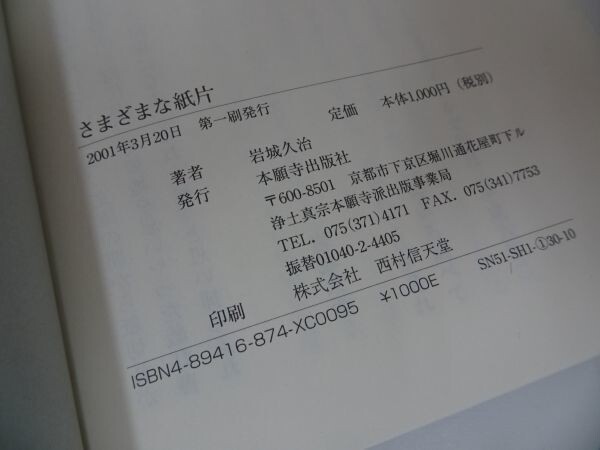 さまざまな紙片
2001年3月20日 第一刷発行 定価 本体1,000円（税別）
著者 岩城久治
発行 本願寺出版社
〒600-8501 京都市下京区堀川通花屋町下ル
浄土真宗本願寺派出版事業局
TEL. 075(371)4171 FAX. 075(341)7753
振替01040-2-4405
印刷 株式会社 西村信天堂
ISBN4-89416-874-XC0095 ¥1000E SN51-SH1-①30-10